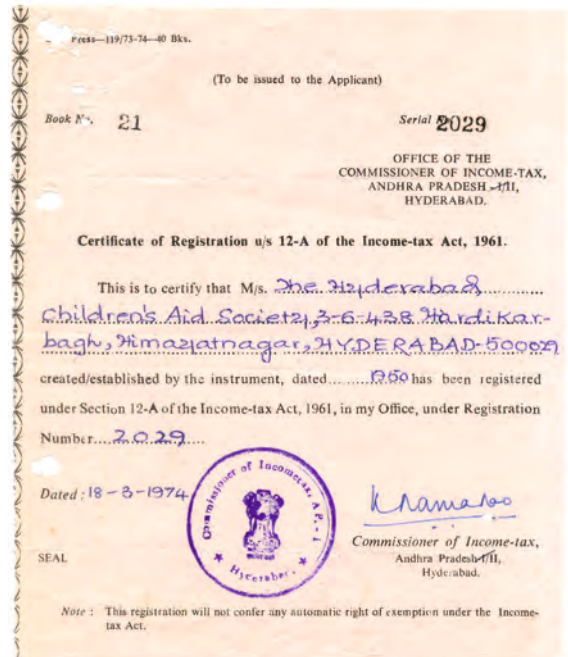 Press—119/73-74—40 Bks.
(To be issued to the Applicant)
Book No. 21
Serial 2029
OFFICE OF THE
COMMISSIONER OF INCOME-TAX,
ANDHRA PRADESH -I/II,
HYDERABAD.
Certificate of Registration u/s 12-A of the Income-tax Act, 1961.
This is to certify that M/s. The Hyderabad
Children's Aid Society, 3-6-438 Hardikar-
bagh, Himayatnagar, HYDERABAD-500029
created/established by the instrument, dated.........1950 has been registered
under Section 12-A of the Income-tax Act, 1961, in my Office, under Registration
Number....2029....
Commissioner of Incometax, A.P.-I
Hyderabad.
Dated : 18-3-1974
Commissioner of Income-tax,
SEAL
Andhra Pradesh-I/II,
Hyderabad.
Note : This registration will not confer any automatic right of exemption under the Income-
tax Act.